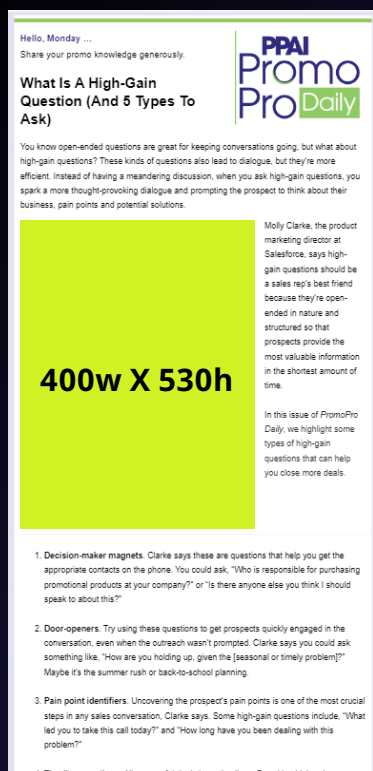 Hello, Monday ...
Share your promo knowledge generously.
PPAI
Promo
Pro Daily
What Is A High-Gain
Question (And 5 Types To
Ask)
You know open-ended questions are great for keeping conversations going, but what about
high-gain questions? These kinds of questions also lead to dialogue, but they're more
efficient. Instead of having a meandering discussion, when you ask high-gain questions, you
spark a more thought-provoking dialogue and prompting the prospect to think about their
business, pain points and potential solutions.
400w X 530h
Molly Clarke, the product
marketing director at
Salesforce, says high-
gain questions should be
a sales rep's best friend
because they're open-
ended in nature and
structured so that
prospects provide the
most valuable information
in the shortest amount of
time.
In this issue of PromoPro
Daily, we highlight some
types of high-gain
questions that can help
you close more deals.
1. Decision-maker magnets. Clarke says these are questions that help you get the
appropriate contacts on the phone. You could ask, "Who is responsible for purchasing
promotional products at your company?" or "Is there anyone else you think I should
speak to about this?"
2. Door-openers. Try using these questions to get prospects quickly engaged in the
conversation, even when the outreach wasn't prompted. Clarke says you could ask
something like, "How are you holding up, given the [seasonal or timely problem]?"
Maybe it's the summer rush or back-to-school planning.
3. Pain point identifiers. Uncovering the prospect's pain points is one of the most crucial
steps in any sales conversation, Clarke says. Some high-gain questions include, "What
led you to take this call today?" and "How long have you been dealing with this
problem?"